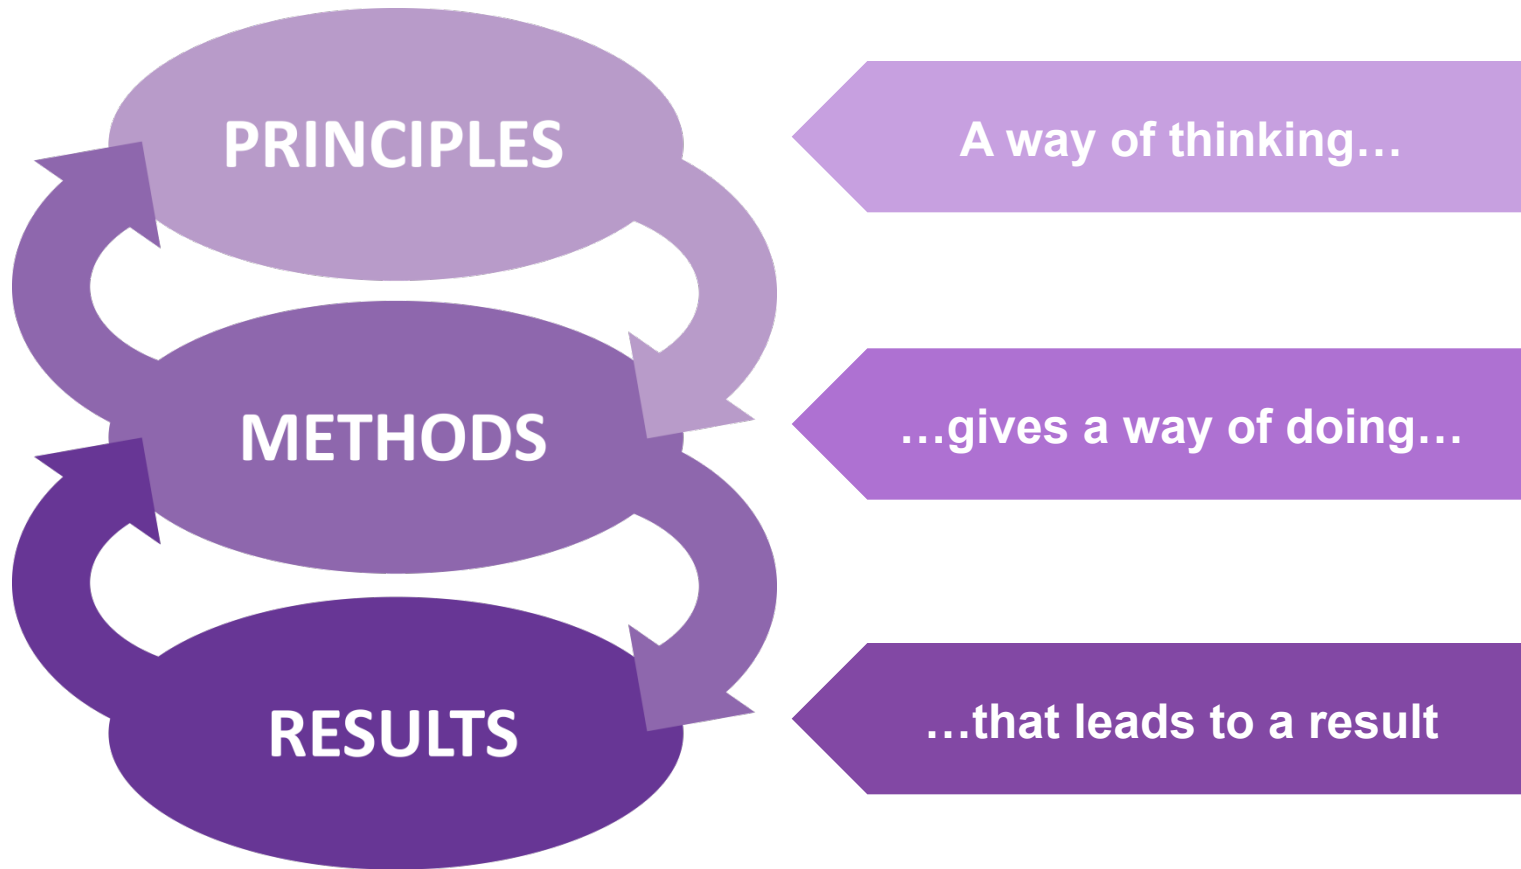 PRINCIPLES
A way of thinking…
METHODS
…gives a way of doing…
RESULTS
…that leads to a result